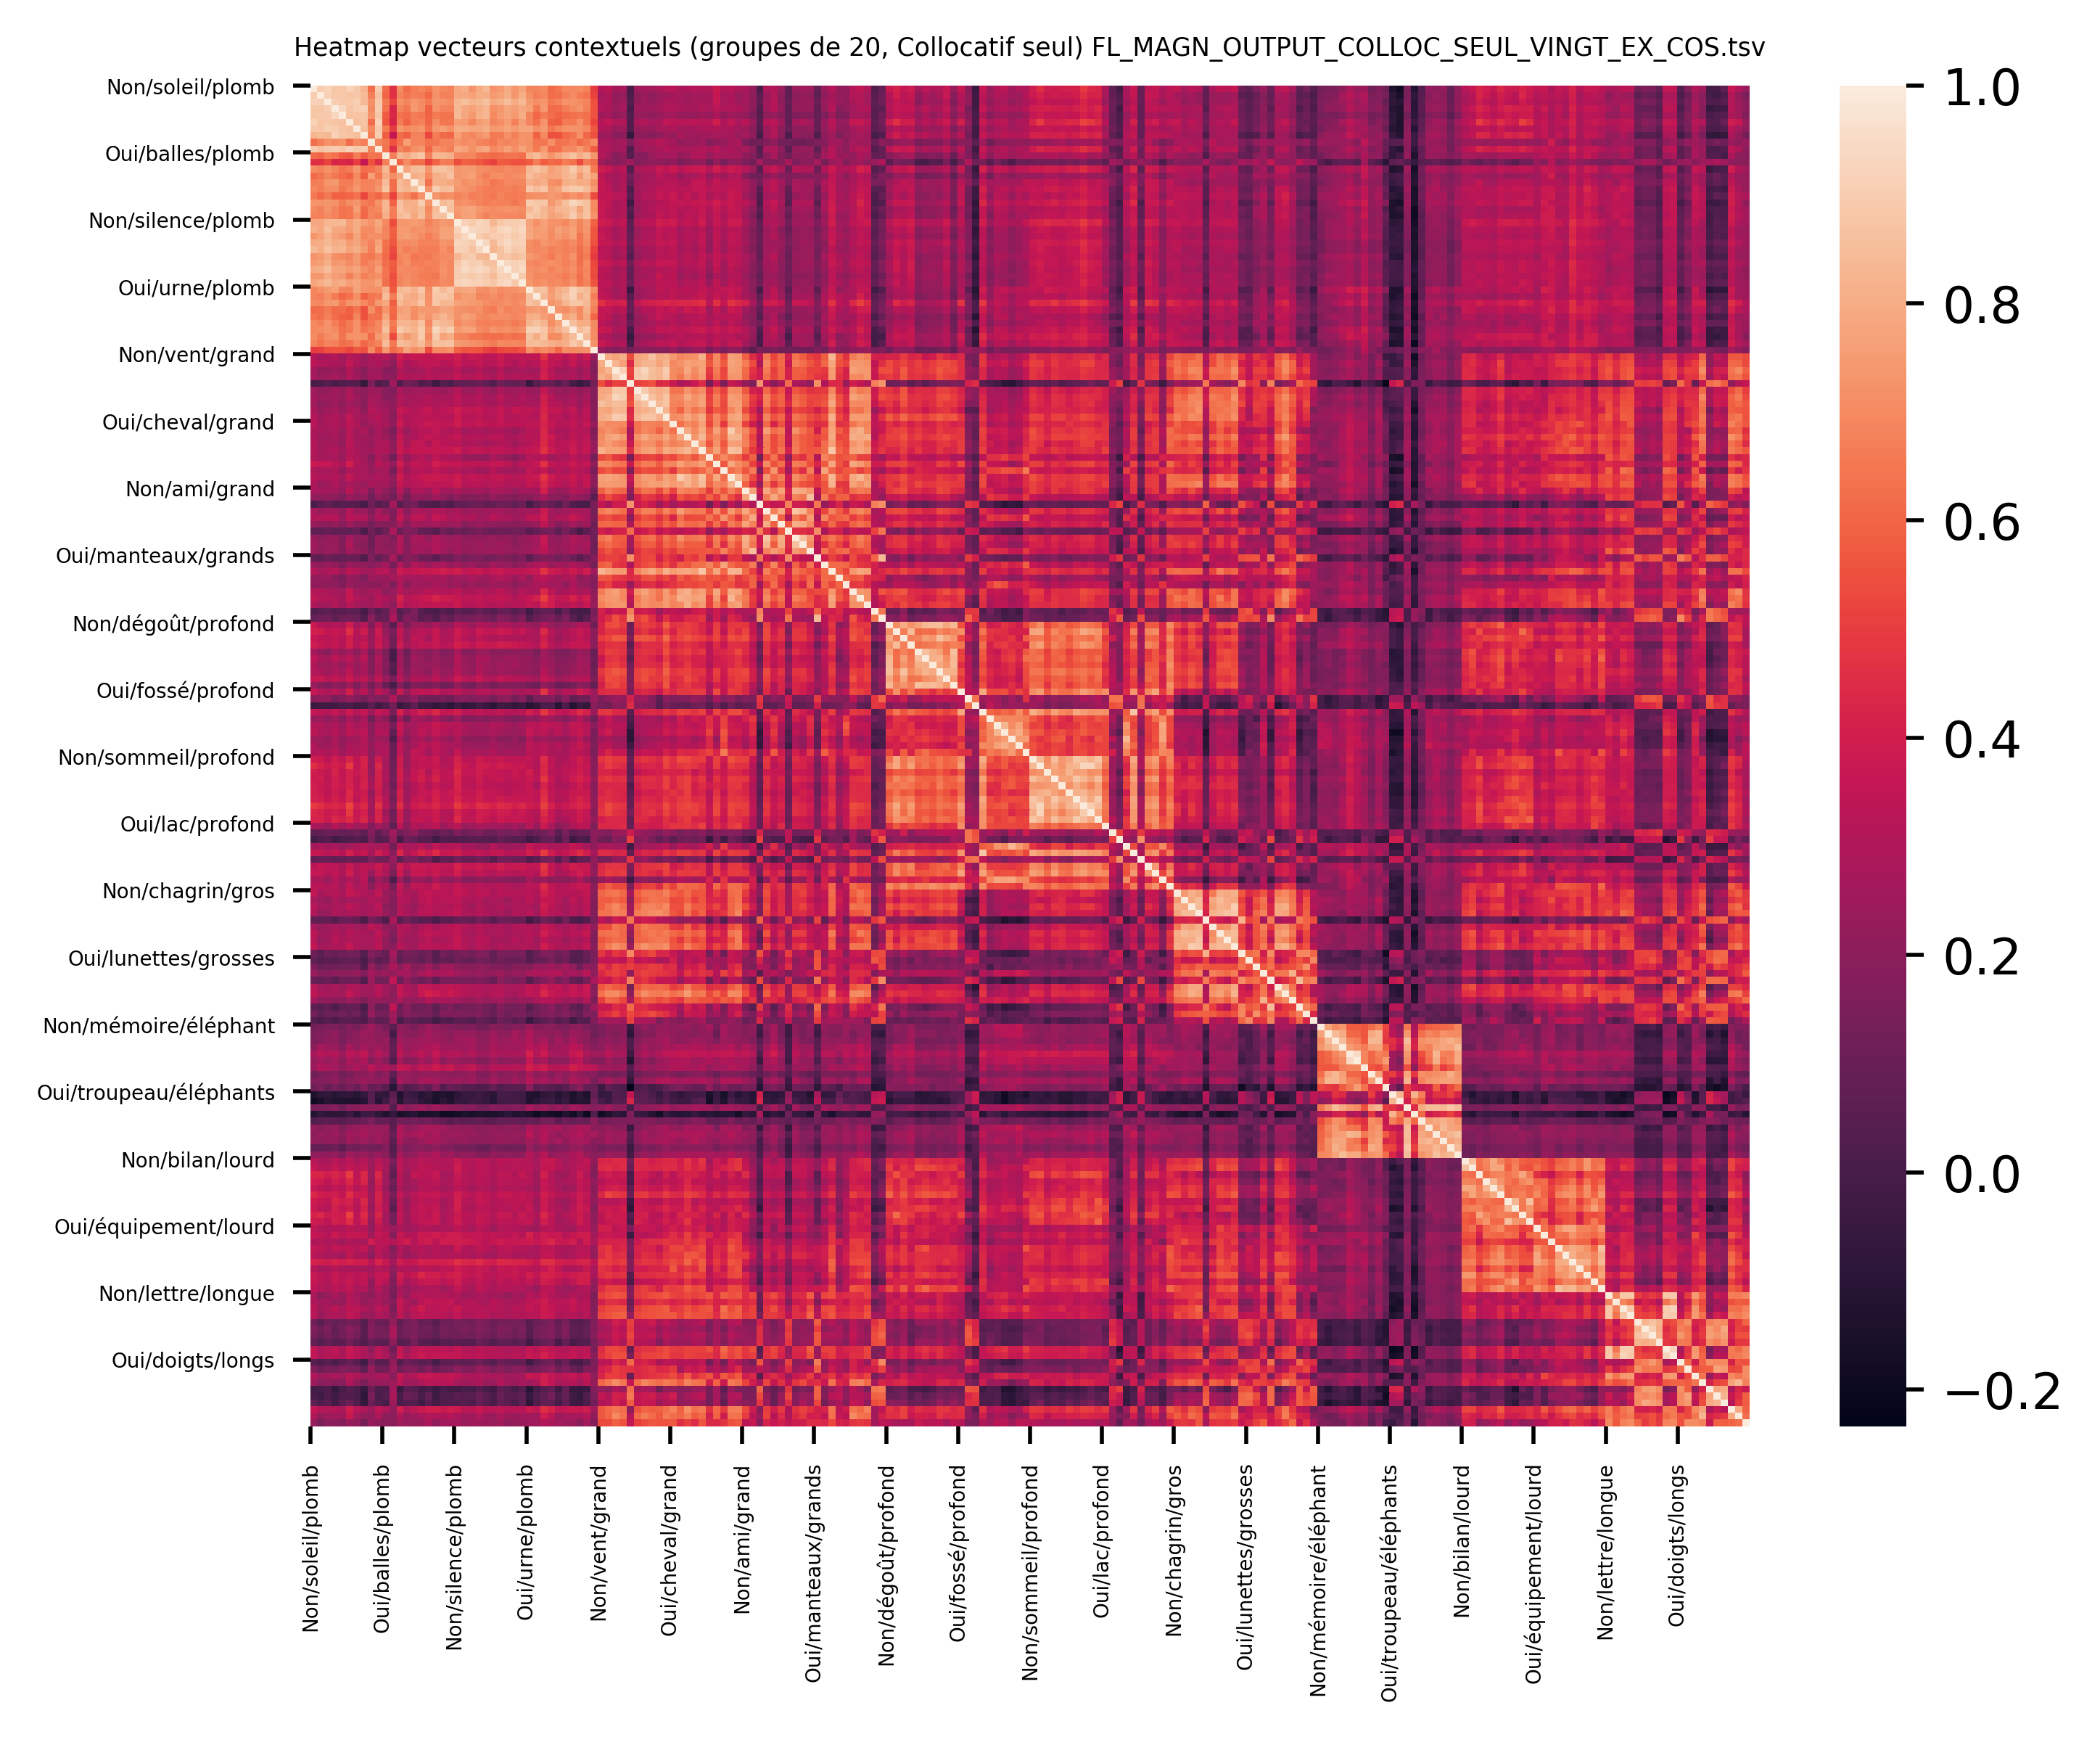 Heatmap vecteurs contextuels (groupes de 20, Collocatif seul) FL_MAGN_OUTPUT_COLLOC_SEUL_VINGT_EX_COS.tsv
Non/soleil/plomb
Oui/balles/plomb
Non/silence/plomb
Oui/urne/plomb
Non/vent/grand
Oui/cheval/grand
Non/ami/grand
Oui/manteaux/grands
Non/dégoût/profond
Oui/fossé/profond
Non/sommeil/profond
Oui/lac/profond
Non/chagrin/gros
Oui/lunettes/grosses
Non/mémoire/éléphant
Oui/troupeau/éléphants
Non/bilan/lourd
Oui/équipement/lourd
Non/lettre/longue
Oui/doigts/longs
Non/soleil/plomb
Oui/balles/plomb
Non/silence/plomb
Oui/urne/plomb
Non/vent/grand
Oui/cheval/grand
Non/ami/grand
Oui/manteaux/grands
Non/dégoût/profond
Oui/fossé/profond
Non/sommeil/profond
Oui/lac/profond
Non/chagrin/gros
Oui/lunettes/grosses
Non/mémoire/éléphant
Oui/troupeau/éléphants
Non/bilan/lourd
Oui/équipement/lourd
Non/lettre/longue
Oui/doigts/longs
1.0
0.8
0.6
0.4
0.2
0.0
−0.2